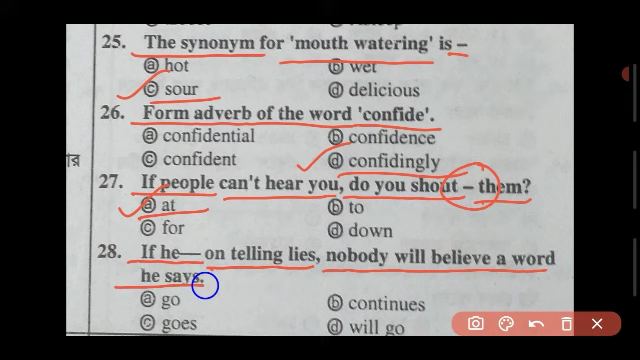 25. The synonym for 'mouth watering' is –
ⓐ hot ⓑ wet
ⓒ sour ⓓ delicious
26. Form adverb of the word 'confide'.
ⓐ confidential ⓑ confidence
ⓒ confident ⓓ confidingly
27. If people can't hear you, do you shout – them?
ⓐ at ⓑ to
ⓒ for ⓓ down
28. If he— on telling lies, nobody will believe a word
he says.
ⓐ go ⓑ continues
ⓒ goes ⓓ will go